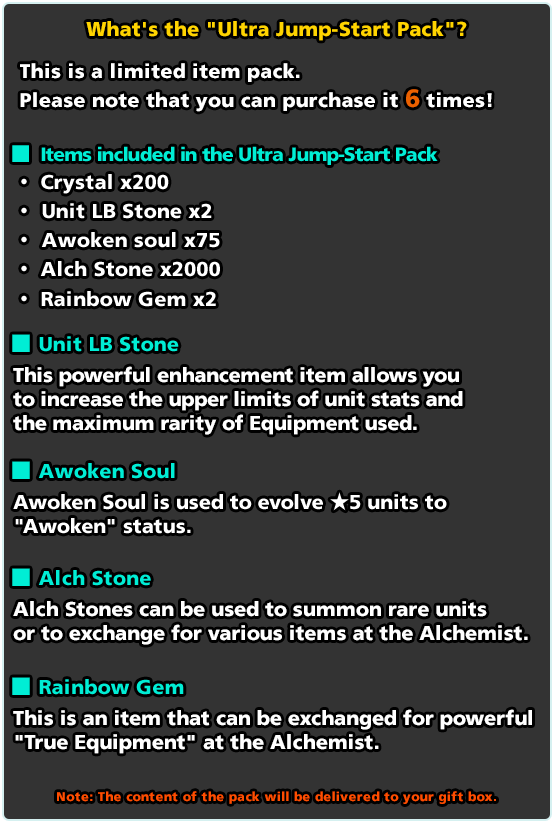 What's the "Ultra Jump-Start Pack"?
This is a limited item pack.
Please note that you can purchase it 6 times!
■ Items included in the Ultra Jump-Start Pack
• Crystal x200
• Unit LB Stone x2
• Awoken soul x75
• Alch Stone x2000
• Rainbow Gem x2
■ Unit LB Stone
This powerful enhancement item allows you
to increase the upper limits of unit stats and
the maximum rarity of Equipment used.
■ Awoken Soul
Awoken Soul is used to evolve ★5 units to
"Awoken" status.
■ Alch Stone
Alch Stones can be used to summon rare units
or to exchange for various items at the Alchemist.
■ Rainbow Gem
This is an item that can be exchanged for powerful
"True Equipment" at the Alchemist.
Note: The content of the pack will be delivered to your gift box.